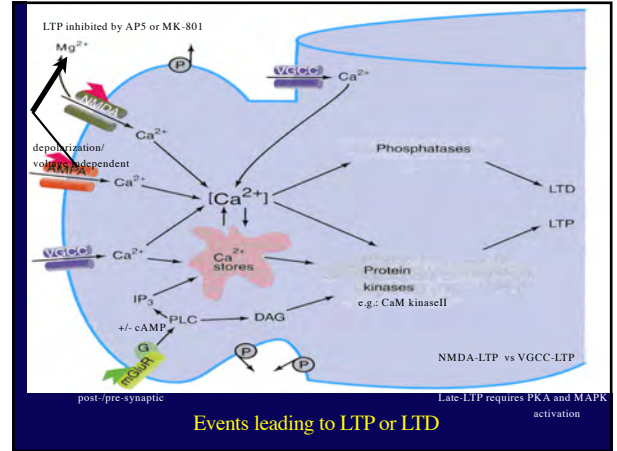 LTP inhibited by AP5 or MK-801
Mg²⁺
P
VGCC
Ca²⁺
NMDA
Ca²⁺
depolarization/
voltage independent
AMPA
Ca²⁺
Phosphatases
[Ca²⁺]
LTD
LTP
VGCC
Ca²⁺
Ca²⁺
stores
Protein
kinases
e.g.: CaM kinaseII
IP₃
PLC
DAG
+/- cAMP
G
mGluR
P
P
NMDA-LTP vs VGCC-LTP
post-/pre-synaptic
Late-LTP requires PKA and MAPK
activation
Events leading to LTP or LTD